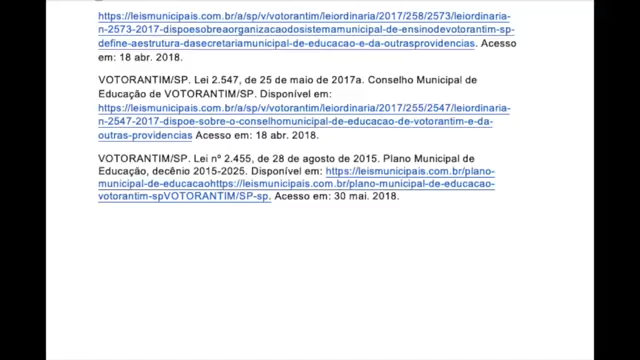 https://leismunicipais.com.br/a/sp/v/votorantim/leiordinaria/2017/258/2573/leiordinaria-
n-2573-2017-dispoesobreaorganizacaodosistemamunicipal-de-ensinodevotorantim-sp-
define-aestrutura-dasecretariamunicipal-de-educacao-e-da-outrasprovidencias. Acesso
em: 18 abr. 2018.
VOTORANTIM/SP. Lei 2.547, de 25 de maio de 2017a. Conselho Municipal de
Educação de VOTORANTIM/SP. Disponível em:
https://leismunicipais.com.br/a/sp/v/votorantim/leiordinaria/2017/255/2547/leiordinaria-
n-2547-2017-dispoe-sobre-o-conselhomunicipal-de-educacao-de-votorantim-e-da-
outras-providencias Acesso em: 18 abr. 2018.
VOTORANTIM/SP. Lei nº 2.455, de 28 de agosto de 2015. Plano Municipal de
Educação, decênio 2015-2025. Disponível em: https://leismunicipais.com.br/plano-
municipal-de-educacaohttps://leismunicipais.com.br/plano-municipal-de-educacao-
votorantim-spVOTORANTIM/SP-sp. Acesso em: 30 mai. 2018.